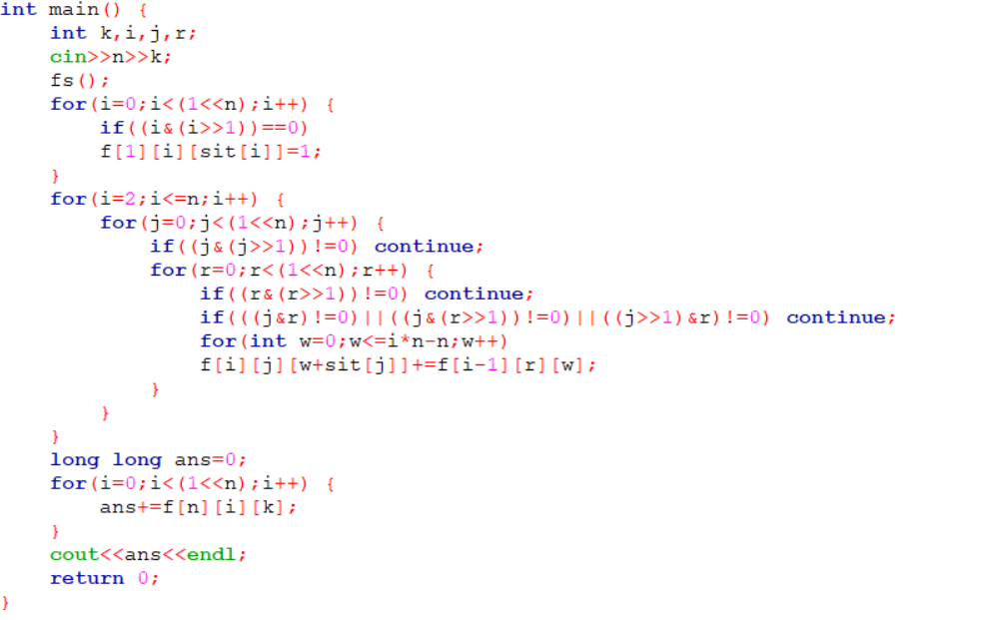 int main() {
    int k,i,j,r;
    cin>>n>>k;
    fs();
    for(i=0;i<(1<<n);i++) {
        if((i&(i>>1))==0)
        f[1][i][sit[i]]=1;
    }
    for(i=2;i<=n;i++) {
        for(j=0;j<(1<<n);j++) {
            if((j&(j>>1))!=0) continue;
            for(r=0;r<(1<<n);r++) {
                if((r&(r>>1))!=0) continue;
                if(((j&r)!=0)||((j&(r>>1))!=0)||((j>>1)&r)!=0) continue;
                for(int w=0;w<=i*n-n;w++)
                f[i][j][w+sit[j]]+=f[i-1][r][w];
            }
        }
    }
    long long ans=0;
    for(i=0;i<(1<<n);i++) {
        ans+=f[n][i][k];
    }
    cout<<ans<<endl;
    return 0;
}